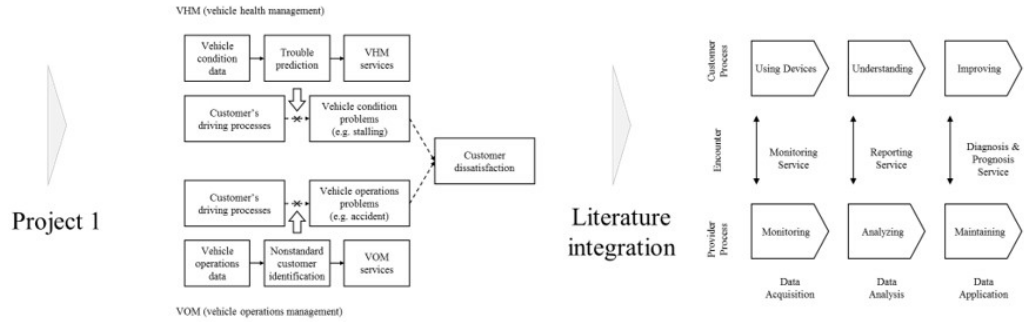 Project 1
VHM (vehicle health management)
Vehicle
condition
data
Trouble
prediction
VHM
services
Customer's
driving processes
Vehicle condition
problems
(e.g. stalling)
Customer
dissatisfaction
Customer's
driving processes
Vehicle operations
problems
(e.g. accident)
Vehicle
operations
data
Nonstandard
customer
identification
VOM
services
VOM (vehicle operations management)
Literature
integration
Customer
Process
Using Devices
Understanding
Improving
Encounter
Monitoring
Service
Reporting
Service
Diagnosis &
Prognosis
Service
Provider
Process
Monitoring
Analyzing
Maintaining
Data
Acquisition
Data
Analysis
Data
Application